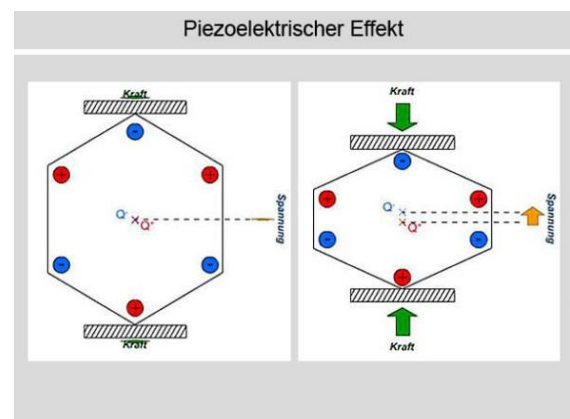 Piezoelektrischer Effekt
Kraft
Q-
Q+
Spannung
Kraft
Kraft
Q-
Q+
Spannung
Kraft